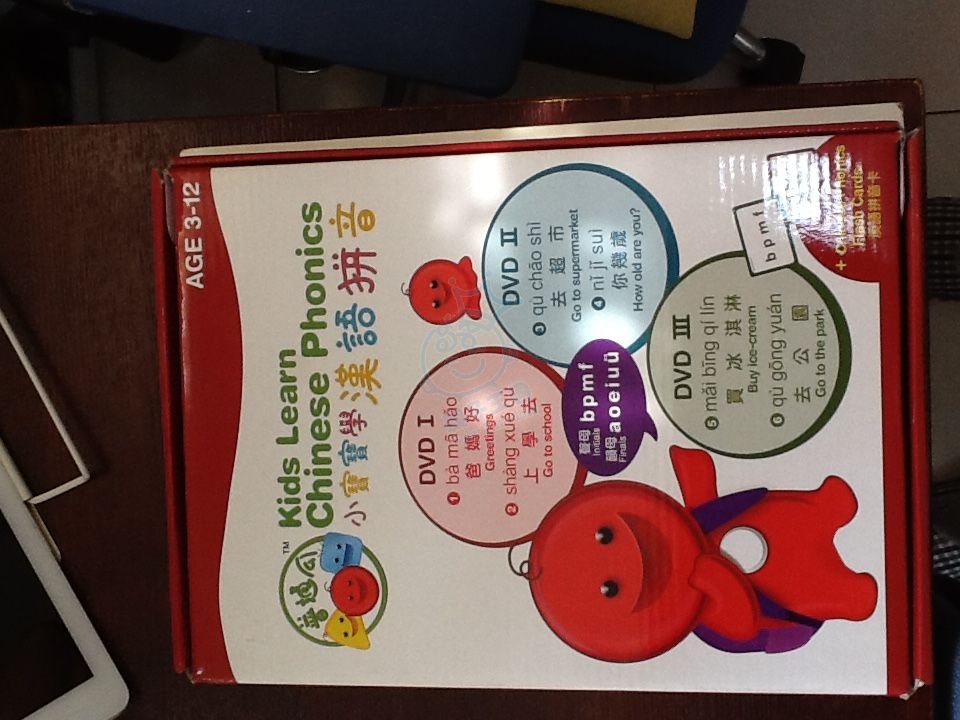 AGE 3-12
普通仔
™
Kids Learn
Chinese Phonics
小寶寶學漢語拼音
DVD I
❶ bà mā hǎo
爸 媽 好
Greetings
❷ shàng xué qù
上 學 去
Go to school
DVD II
❸ qù chāo shì
去 超 市
Go to supermarket
❹ nǐ jǐ suì
你 幾 歲
How old are you?
聲母 Initials b p m f
韻母 Finals a o e i u ü
DVD III
❺ mǎi bīng qí lín
買 冰 淇 淋
Buy ice-cream
❻ qù gōng yuán
去 公 園
Go to the park
b p m f
Flash Cards